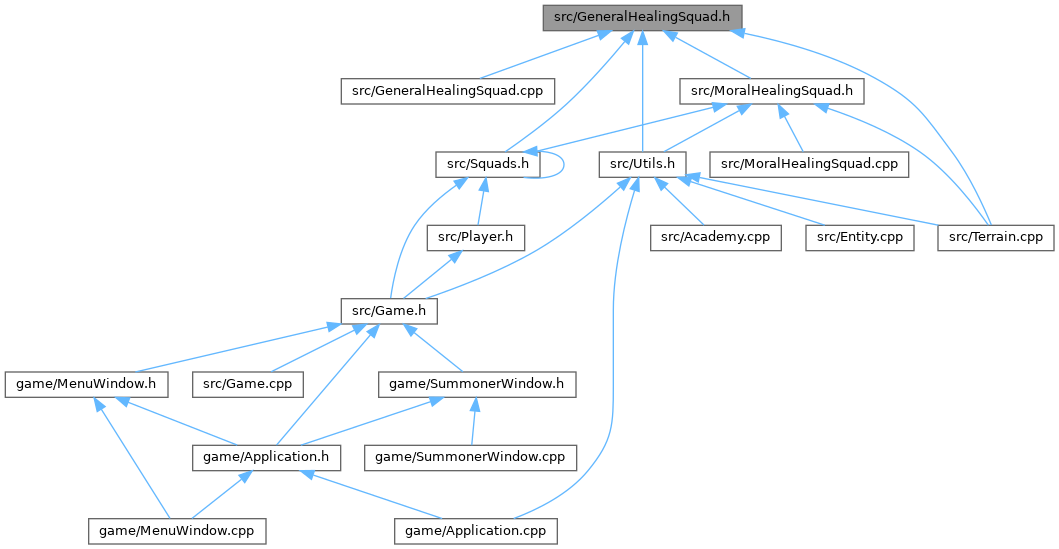 src/GeneralHealingSquad.h
src/GeneralHealingSquad.cpp
src/MoralHealingSquad.h
src/Squads.h
src/Utils.h
src/MoralHealingSquad.cpp
src/Player.h
src/Academy.cpp
src/Entity.cpp
src/Terrain.cpp
src/Game.h
game/MenuWindow.h
src/Game.cpp
game/SummonerWindow.h
game/Application.h
game/SummonerWindow.cpp
game/MenuWindow.cpp
game/Application.cpp